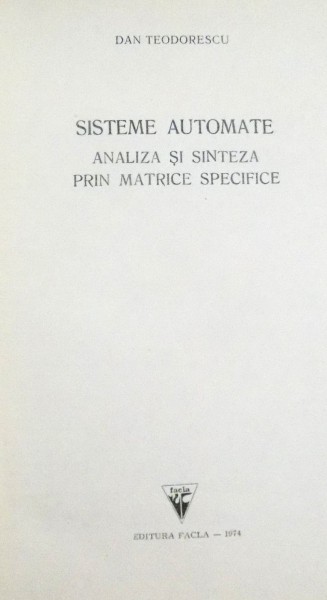 DAN TEODORESCU
SISTEME AUTOMATE
ANALIZA ŞI SINTEZA
PRIN MATRICE SPECIFICE
facla
EDITURA FACLA — 1974